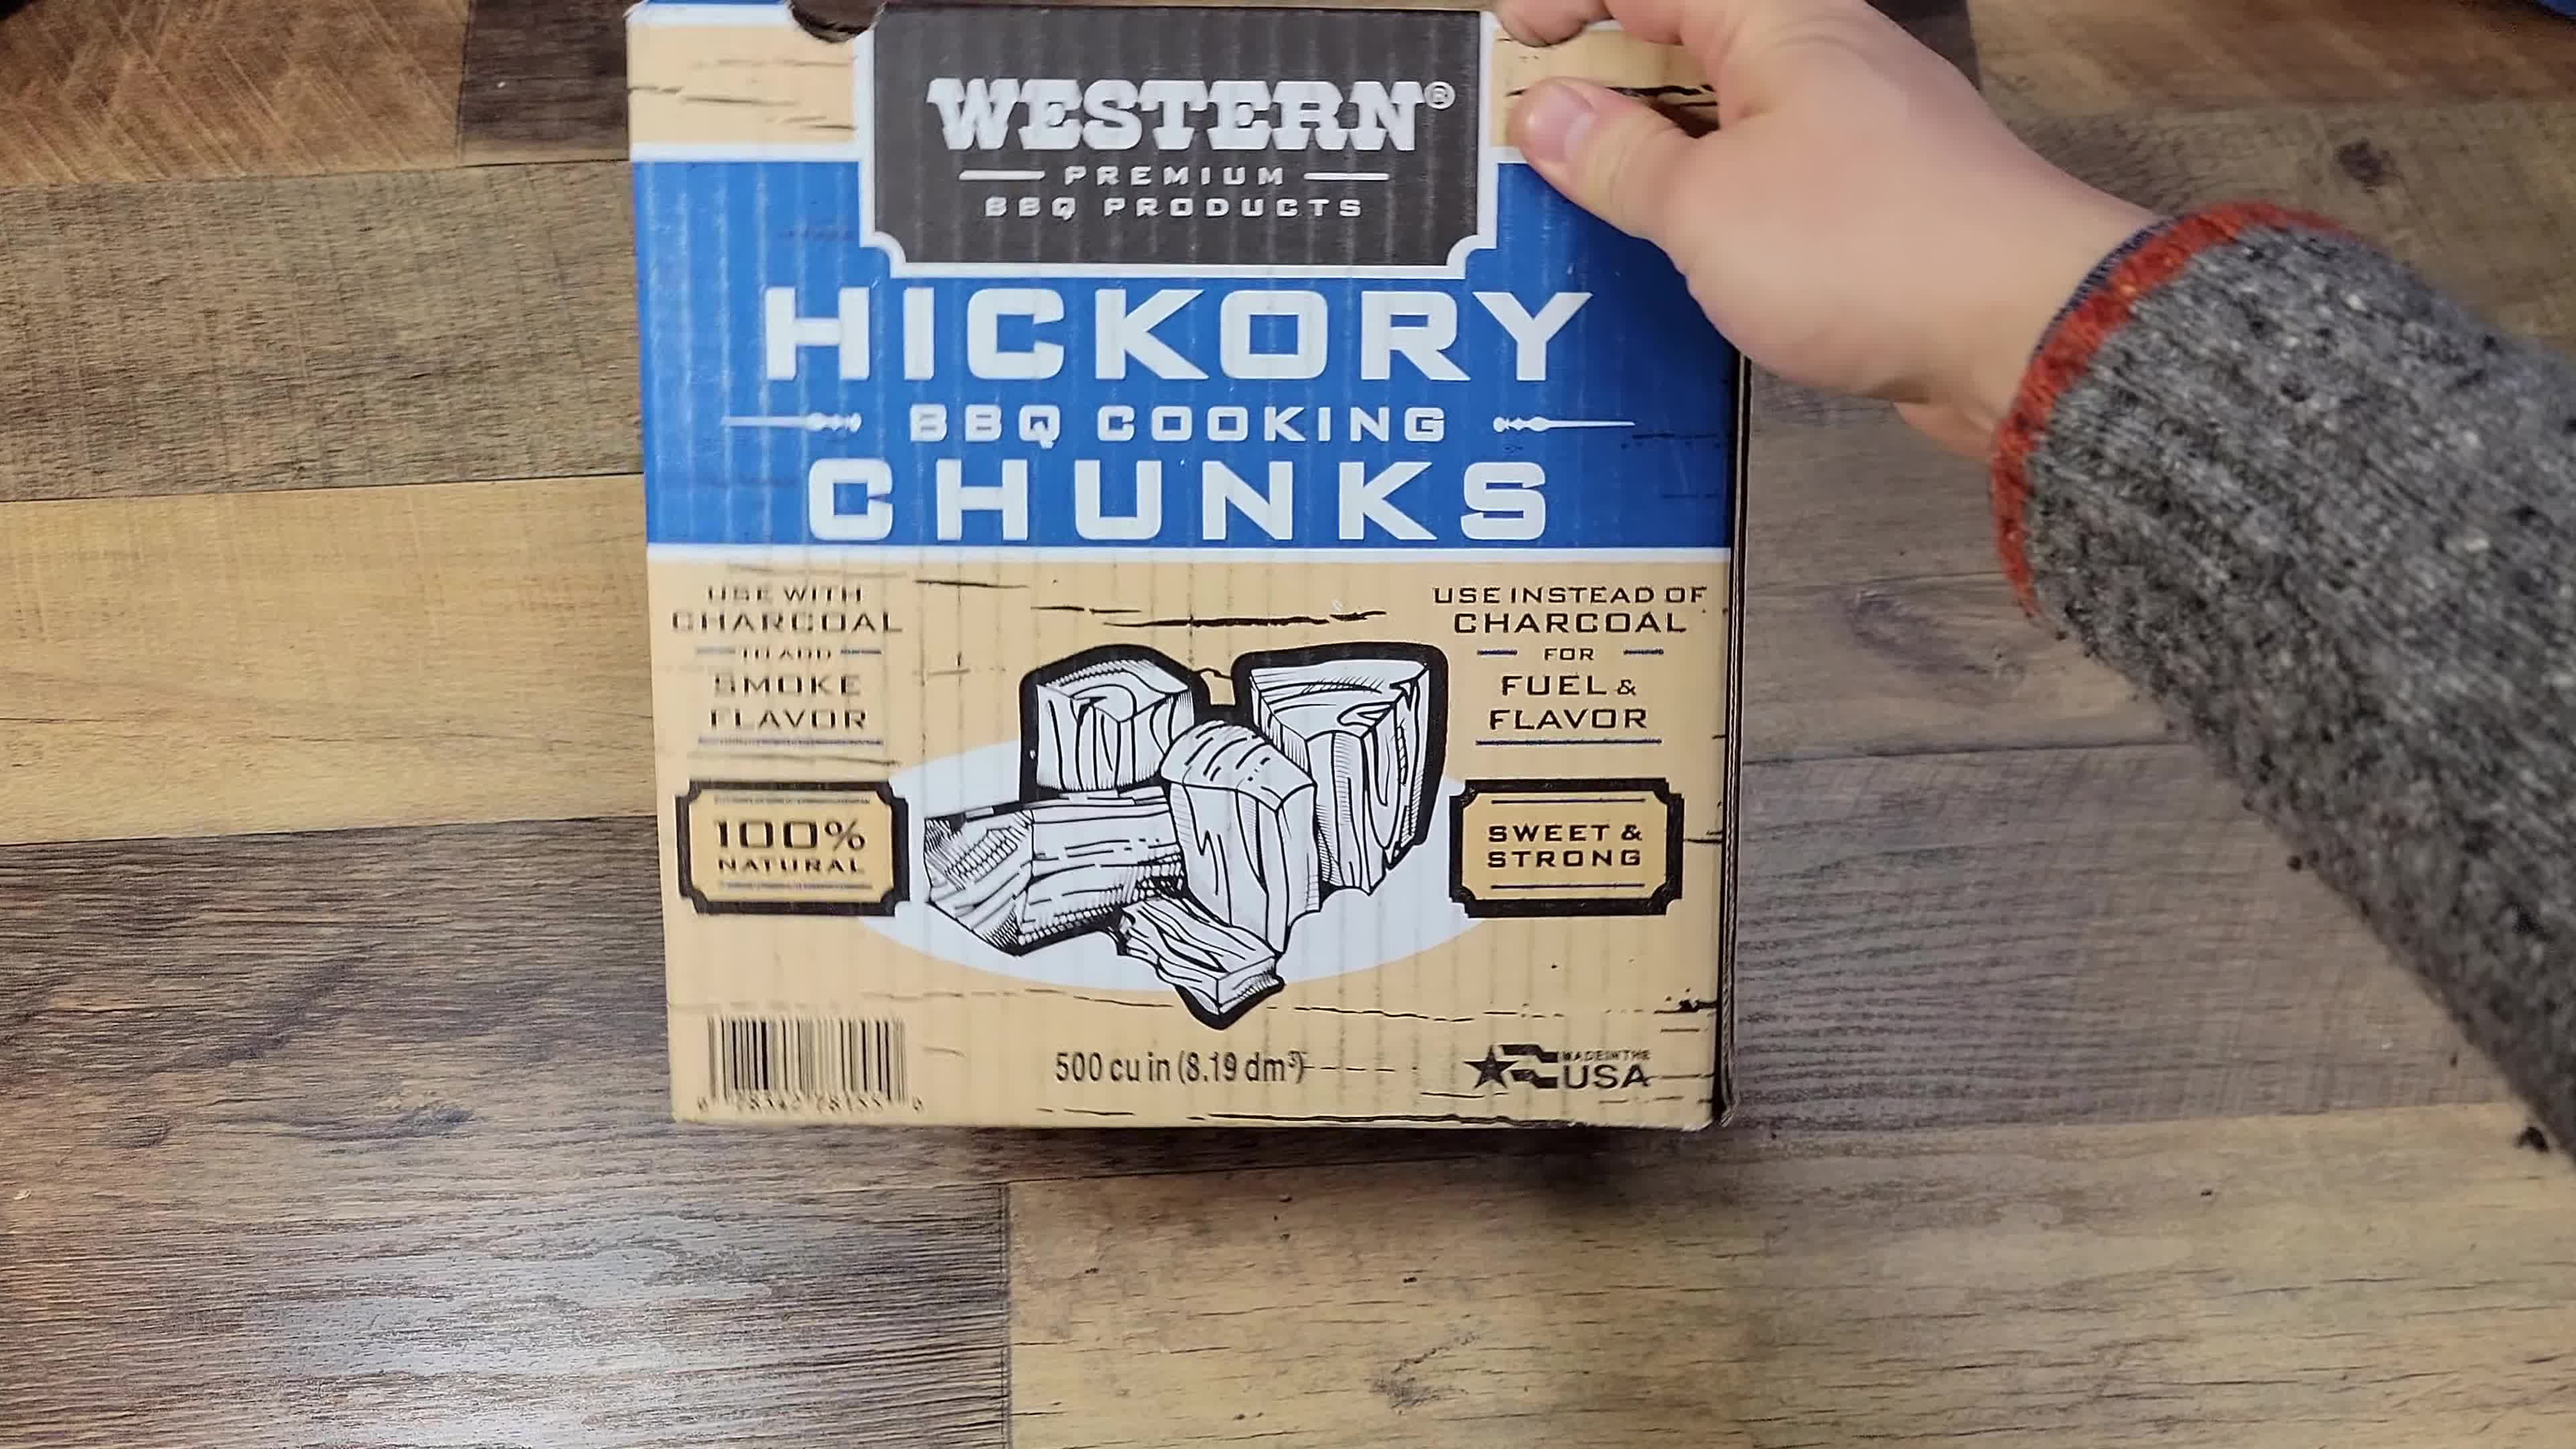 WESTERN®
PREMIUM
BBQ PRODUCTS
HICKORY
BBQ COOKING
CHUNKS
USE WITH
CHARCOAL
TO ADD
SMOKE
FLAVOR
USE INSTEAD OF
CHARCOAL
FOR
FUEL &
FLAVOR
100%
NATURAL
SWEET &
STRONG
500 cu in (8.19 dm³)
MADE IN THE
USA